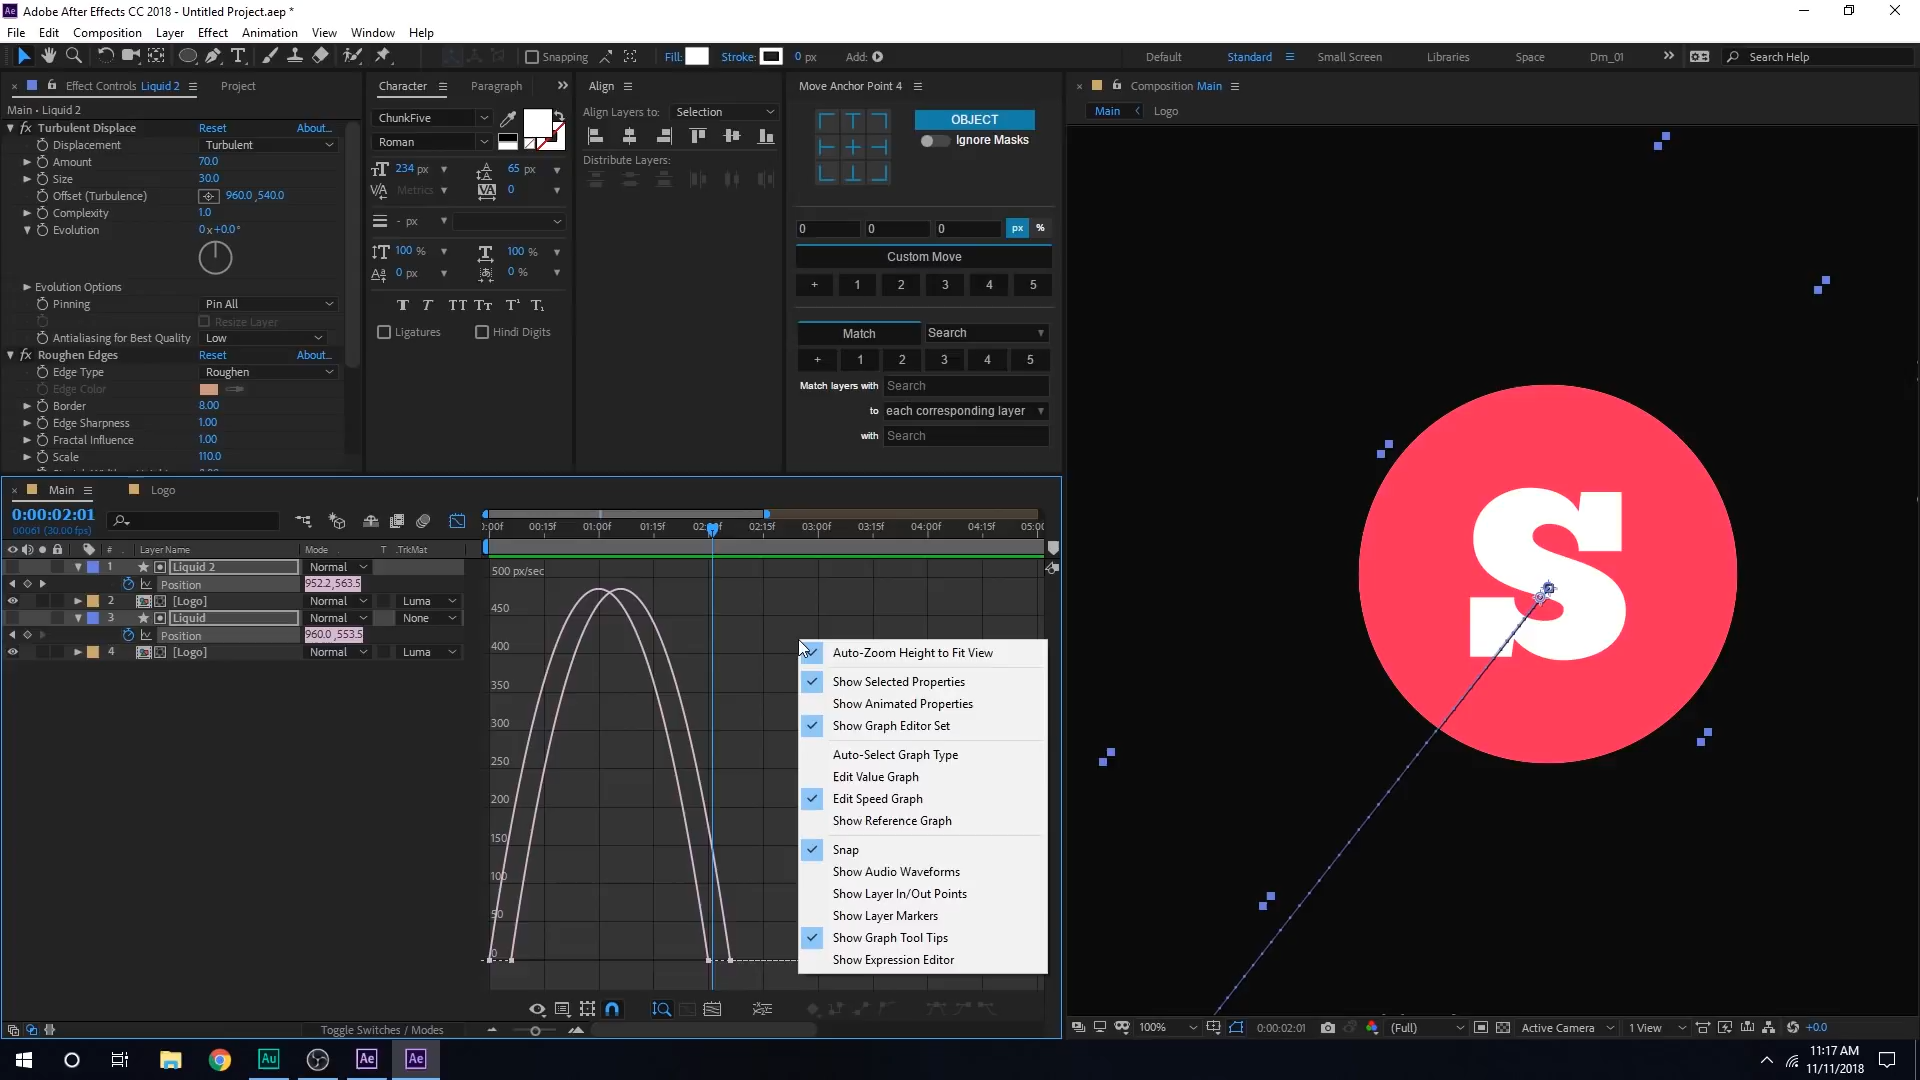 Adobe After Effects CC 2018 - Untitled Project.aep *
File Edit Composition Layer Effect Animation View Window Help
Snapping Fill: Stroke: 0 px Add: Default Standard Small Screen Libraries Space Dm_01 Search Help
Effect Controls Liquid 2 Project
Main • Liquid 2
fx Turbulent Displace Reset About...
Displacement Turbulent
Amount 70.0
Size 30.0
Offset (Turbulence) 960.0 ,540.0
Complexity 1.0
Evolution 0x+0.0°
Evolution Options
Pinning Pin All
Resize Layer
Antialiasing for Best Quality Low
fx Roughen Edges Reset About...
Edge Type Roughen
Edge Color
Border 8.00
Edge Sharpness 1.00
Fractal Influence 1.00
Scale 110.0
Character Paragraph
ChunkFive
Roman
234 px 65 px
Metrics 0
- px
100 % 100 %
0 px 0 %
T T TT Tt T¹ T₁
Ligatures Hindi Digits
Align
Align Layers to: Selection
Distribute Layers:
Move Anchor Point 4
OBJECT
Ignore Masks
0 0 0 px %
Custom Move
+ 1 2 3 4 5
Match Search
+ 1 2 3 4 5
Match layers with Search
to each corresponding layer
with Search
Composition Main
Main Logo
S
Main Logo
0:00:02:01
00061 (30.00 fps)
# Layer Name Mode T .TrkMat
1 Liquid 2 Normal
Position 952.2,563.5
2 [Logo] Normal Luma
3 Liquid Normal None
Position 960.0 ,553.5
4 [Logo] Normal Luma
:00f 00:15f 01:00f 01:15f 02:15f 03:00f 03:15f 04:00f 04:15f 05:0
500 px/sec
450
400
350
300
250
200
150
100
50
0
Auto-Zoom Height to Fit View
Show Selected Properties
Show Animated Properties
Show Graph Editor Set
Auto-Select Graph Type
Edit Value Graph
Edit Speed Graph
Show Reference Graph
Snap
Show Audio Waveforms
Show Layer In/Out Points
Show Layer Markers
Show Graph Tool Tips
Show Expression Editor
Toggle Switches / Modes
100% 0:00:02:01 (Full) Active Camera 1 View +0.0
Au Ae Ae
11:17 AM
11/11/2018